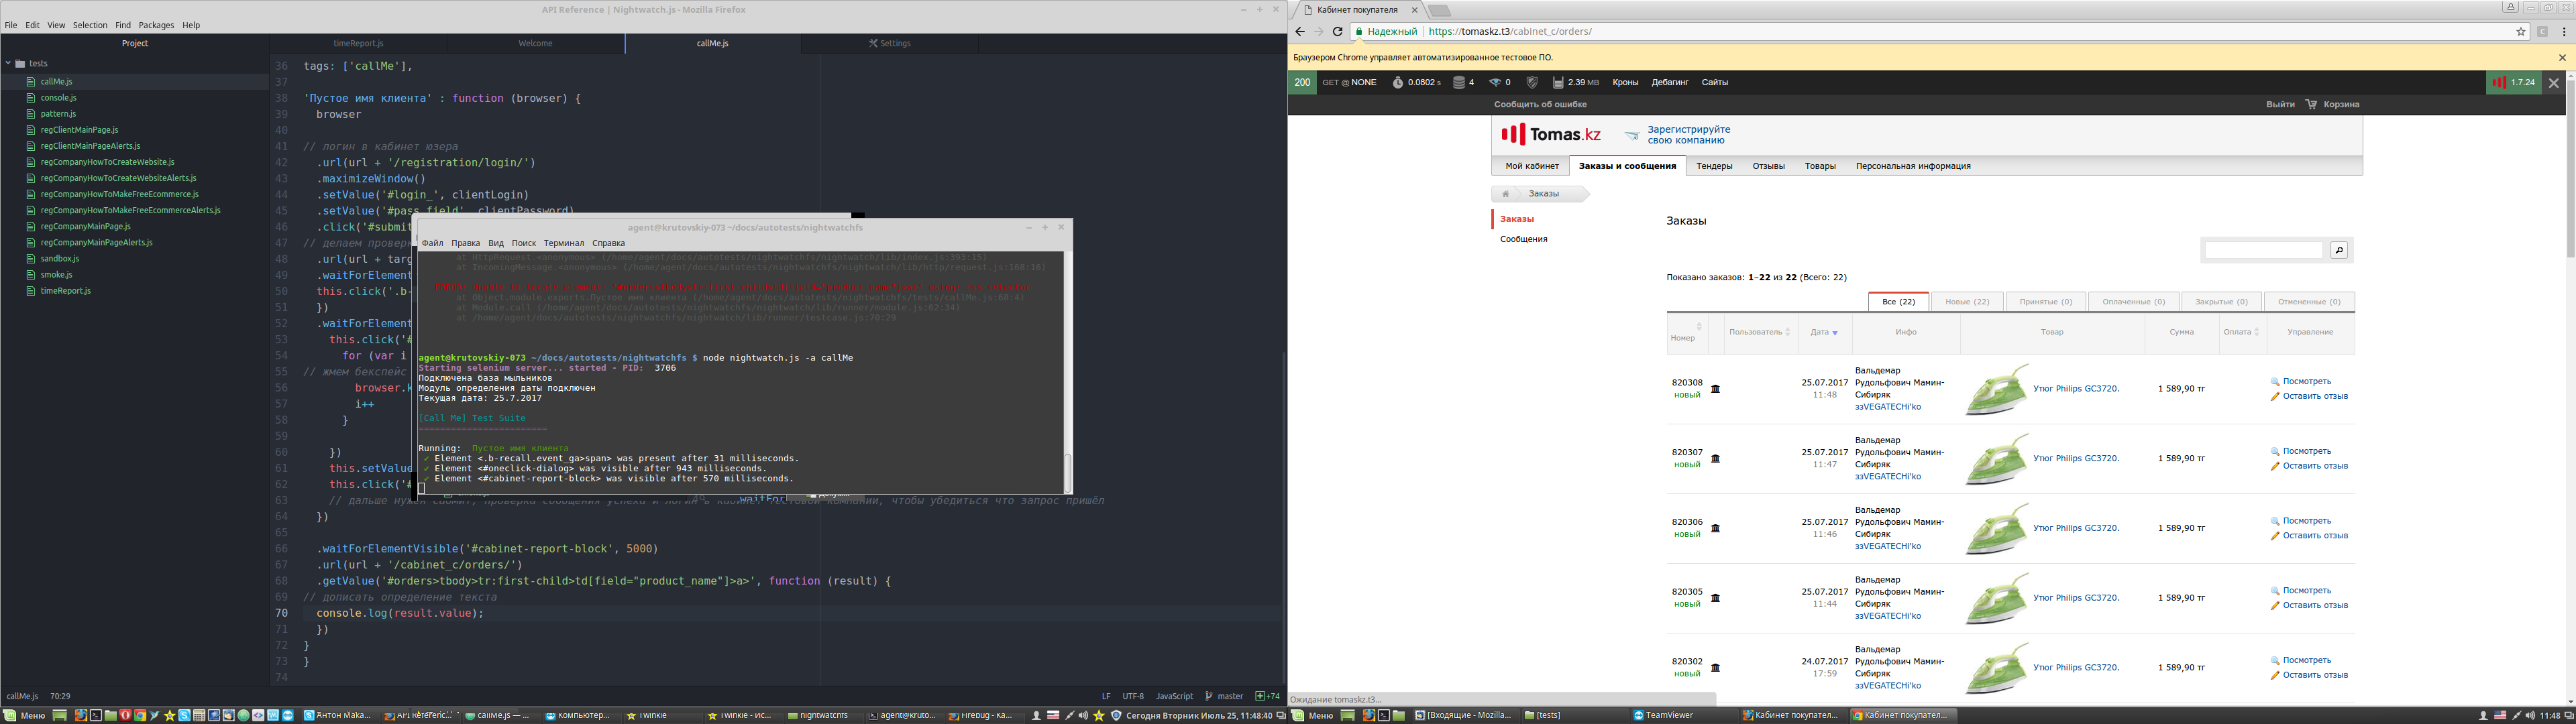 API Reference | Nightwatch.js - Mozilla Firefox
File Edit View Selection Find Packages Help
Project
timeReport.js Welcome callMe.js Settings
tests
callMe.js
console.js
pattern.js
regClientMainPage.js
regClientMainPageAlerts.js
regCompanyHowToCreateWebsite.js
regCompanyHowToCreateWebsiteAlerts.js
regCompanyHowToMakeFreeEcommerce.js
regCompanyHowToMakeFreeEcommerceAlerts.js
regCompanyMainPage.js
regCompanyMainPageAlerts.js
sandbox.js
smoke.js
timeReport.js
36 tags: ['callMe'],
37
38 'Пустое имя клиента' : function (browser) {
39 browser
40
41 // логин в кабинет юзера
42 .url(url + '/registration/login/')
43 .maximizeWindow()
44 .setValue('#login_', clientLogin)
45 .setValue('#pass_field', clientPassword)
46 .click('#submit
47 // делаем проверк
48 .url(url + targ
49 .waitForElement
50 this.click('.b-
51 })
52 .waitForElement
53 this.click('#
54 for (var i
55 // жмем бекспейс
56 browser.k
57 i++
58 }
59
60 })
61 this.setValue
62 this.click('#
63 // дальше нужен сабмит, проверка сообщения успеха и логин в кабинет тестовой компании, чтобы убедиться что запрос пришёл
64 })
65
66 .waitForElementVisible('#cabinet-report-block', 5000)
67 .url(url + '/cabinet_c/orders/')
68 .getValue('#orders>tbody>tr:first-child>td[field="product_name"]>a>', function (result) {
69 // дописать определение текста
70 console.log(result.value);
71 })
72 }
73 }
74
callMe.js 70:29 LF UTF-8 JavaScript master +74
agent@krutovskiy-073 ~/docs/autotests/nightwatchfs
Файл Правка Вид Поиск Терминал Справка
at HttpRequest.<anonymous> (/home/agent/docs/autotests/nightwatchfs/nightwatch/lib/index.js:393:15)
at IncomingMessage.<anonymous> (/home/agent/docs/autotests/nightwatchfs/nightwatch/lib/http/request.js:168:16)
at Object.module.exports.Пустое имя клиента (/home/agent/docs/autotests/nightwatchfs/tests/callMe.js:68:4)
at Module.call (/home/agent/docs/autotests/nightwatchfs/nightwatch/lib/runner/module.js:62:34)
at /home/agent/docs/autotests/nightwatchfs/nightwatch/lib/runner/testcase.js:70:29
agent@krutovskiy-073 ~/docs/autotests/nightwatchfs $ node nightwatch.js -a callMe
Starting selenium server... started - PID: 3706
Подключена база мыльников
Модуль определения даты подключен
Текущая дата: 25.7.2017
[Call Me] Test Suite
========================
Running: Пустое имя клиента
✔ Element <.b-recall.event_ga>span> was present after 31 milliseconds.
✔ Element <#oneclick-dialog> was visible after 943 milliseconds.
✔ Element <#cabinet-report-block> was visible after 570 milliseconds.
Меню Антон Мака... API Referenc... callMe.js — ... Компьютер... Twinkle Twinkle - Ис... nightwatchfs agent@kruto... Firebug - Ка... Сегодня Вторник Июль 25, 11:48:40
Кабинет покупателя
Надежный https://tomaskz.t3/cabinet_c/orders/
Браузером Chrome управляет автоматизированное тестовое ПО.
200 GET @ NONE 0.0802 s 4 0 2.39 MB Кроны Дебагинг Сайты 1.7.24
Сообщить об ошибке Выйти Корзина
Tomas.kz Зарегистрируйте
свою компанию
Мой кабинет Заказы и сообщения Тендеры Отзывы Товары Персональная информация
Заказы
Заказы
Сообщения
Заказы
Показано заказов: 1–22 из 22 (Всего: 22)
Все (22) Новые (22) Принятые (0) Оплаченные (0) Закрытые (0) Отмененные (0)
Номер Пользователь Дата Инфо Товар Сумма Оплата Управление
820308 новый 25.07.2017 11:48 Вальдемар Рудольфович Мамин-Сибиряк ззVEGATECHi'ko Утюг Philips GC3720. 1 589,90 тг Посмотреть Оставить отзыв
820307 новый 25.07.2017 11:47 Вальдемар Рудольфович Мамин-Сибиряк ззVEGATECHi'ko Утюг Philips GC3720. 1 589,90 тг Посмотреть Оставить отзыв
820306 новый 25.07.2017 11:46 Вальдемар Рудольфович Мамин-Сибиряк ззVEGATECHi'ko Утюг Philips GC3720. 1 589,90 тг Посмотреть Оставить отзыв
820305 новый 25.07.2017 11:44 Вальдемар Рудольфович Мамин-Сибиряк ззVEGATECHi'ko Утюг Philips GC3720. 1 589,90 тг Посмотреть Оставить отзыв
820302 новый 24.07.2017 17:59 Вальдемар Рудольфович Мамин-Сибиряк ззVEGATECHi'ko Утюг Philips GC3720. 1 589,90 тг Посмотреть Оставить отзыв
Ожидание tomaskz.t3...
Меню [Входящие - Mozilla... [tests] TeamViewer Кабинет покупател... Кабинет покупател... 11:48